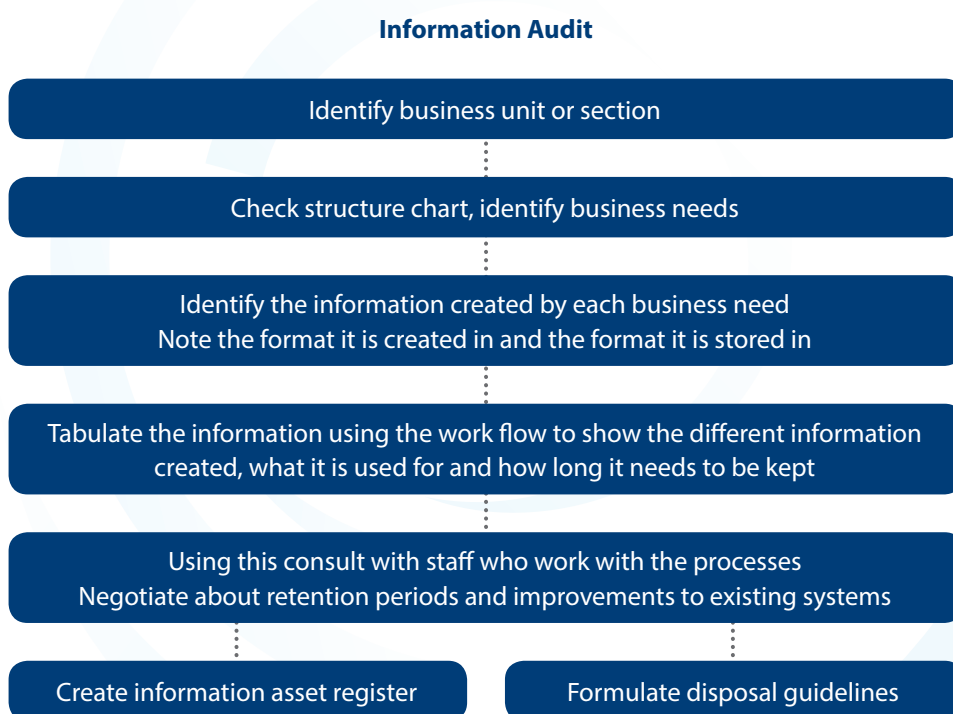 Information Audit
Identify business unit or section
Check structure chart, identify business needs
Identify the information created by each business need
Note the format it is created in and the format it is stored in
Tabulate the information using the work flow to show the different information
created, what it is used for and how long it needs to be kept
Using this consult with staff who work with the processes
Negotiate about retention periods and improvements to existing systems
Create information asset register
Formulate disposal guidelines